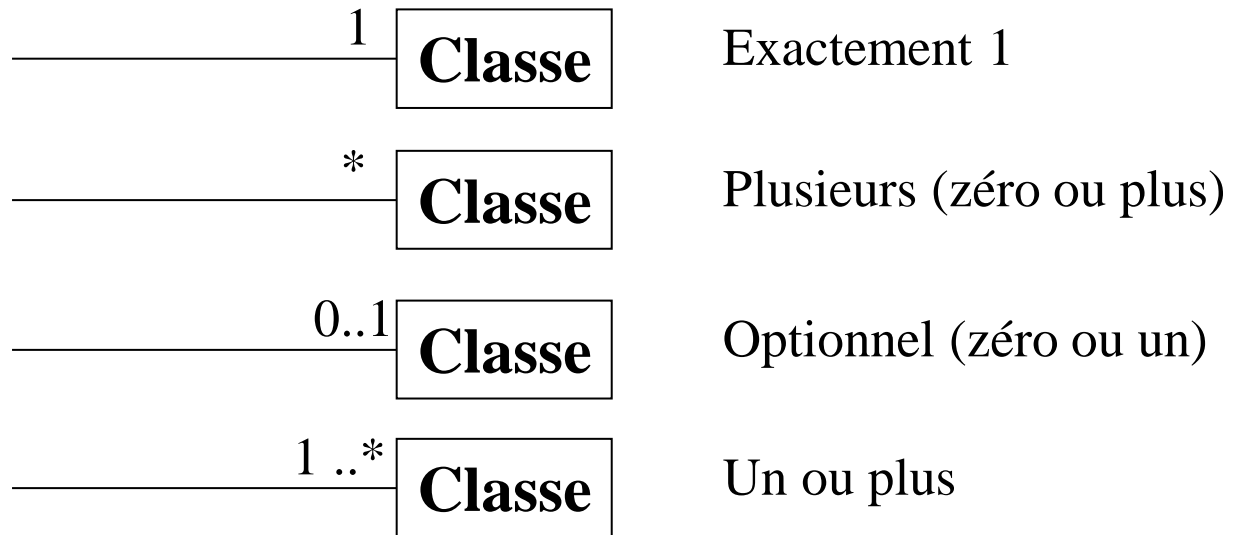 1 Classe Exactement 1
* Classe Plusieurs (zéro ou plus)
0..1 Classe Optionnel (zéro ou un)
1 ..* Classe Un ou plus